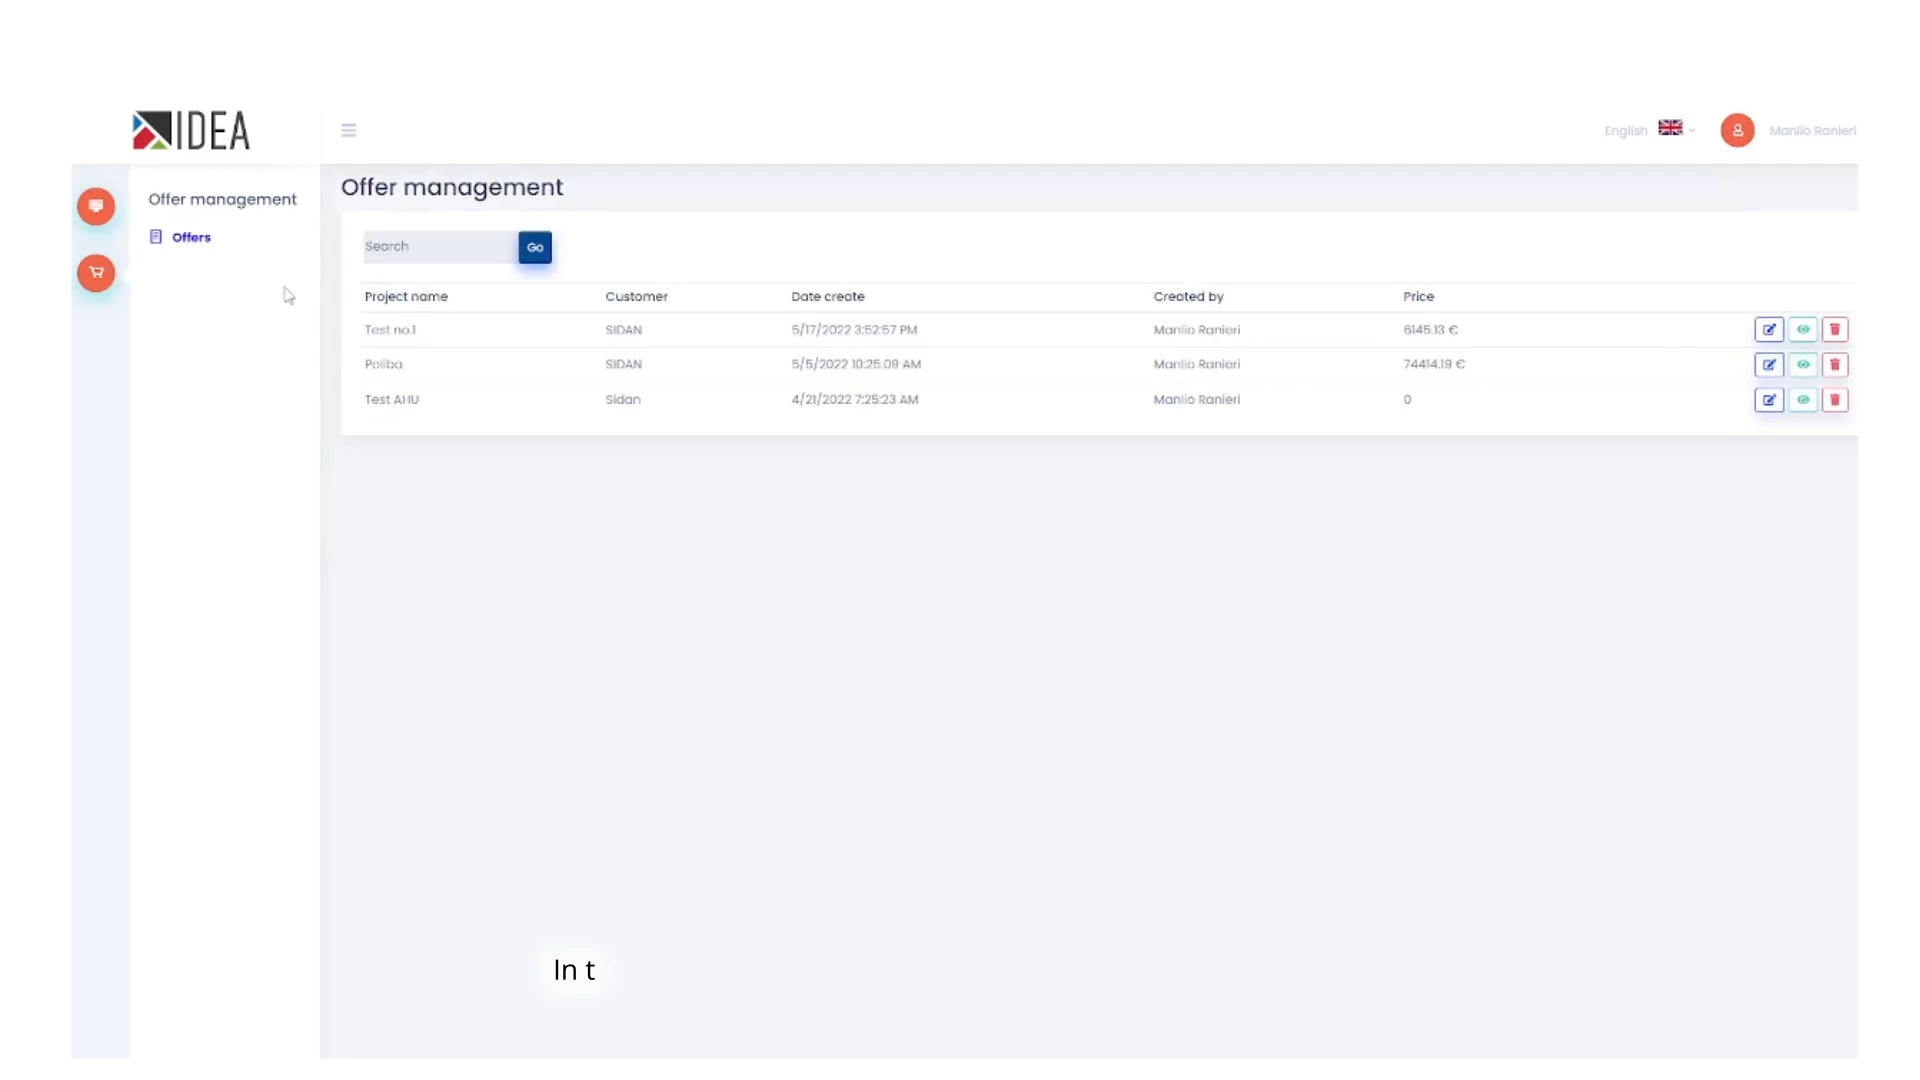 IDEA
English
Manlio Ranieri
Offer management
Offers
Offer management
Search Go
Project name Customer Date create Created by Price
Test no.1 SIDAN 5/17/2022 3:52:57 PM Manlio Ranieri 6145.13 €
Poliba SIDAN 5/5/2022 10:25:09 AM Manlio Ranieri 74414.19 €
Test AHU Sidan 4/21/2022 7:25:23 AM Manlio Ranieri 0
In t